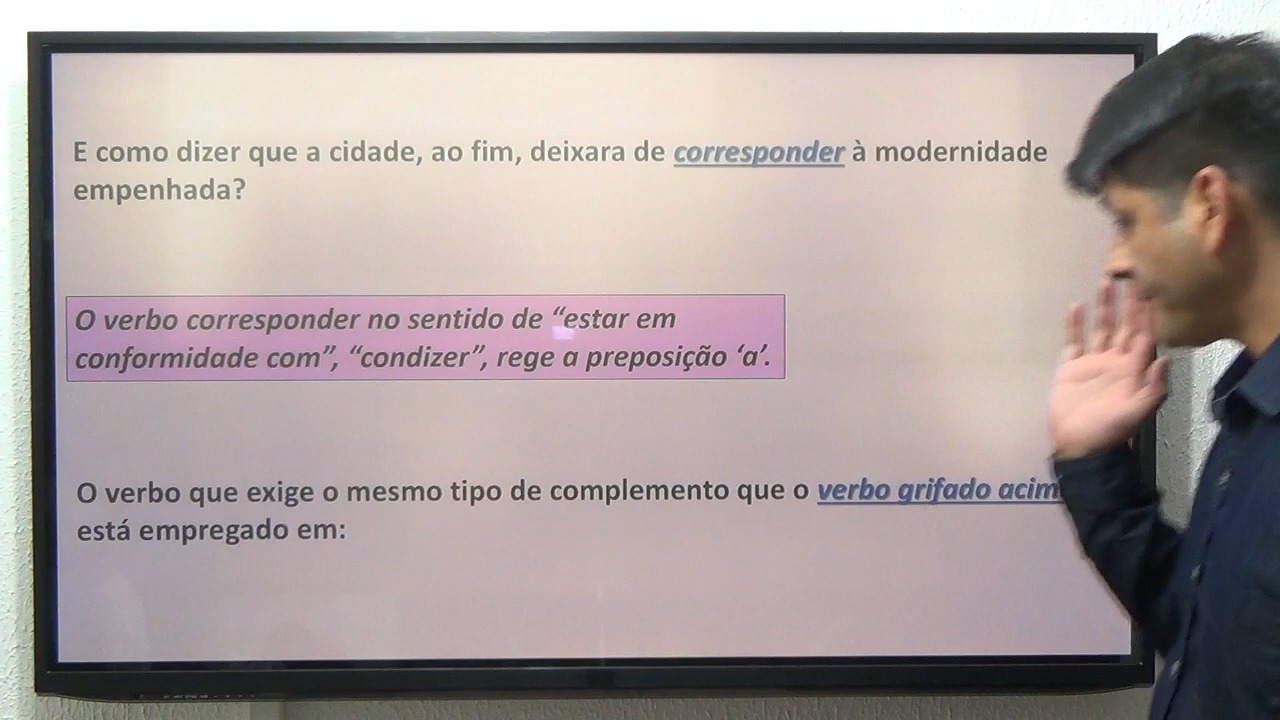 E como dizer que a cidade, ao fim, deixara de corresponder à modernidade
empenhada?
O verbo corresponder no sentido de “estar em
conformidade com”, “condizer”, rege a preposição ‘a’.
O verbo que exige o mesmo tipo de complemento que o verbo grifado acim
está empregado em: